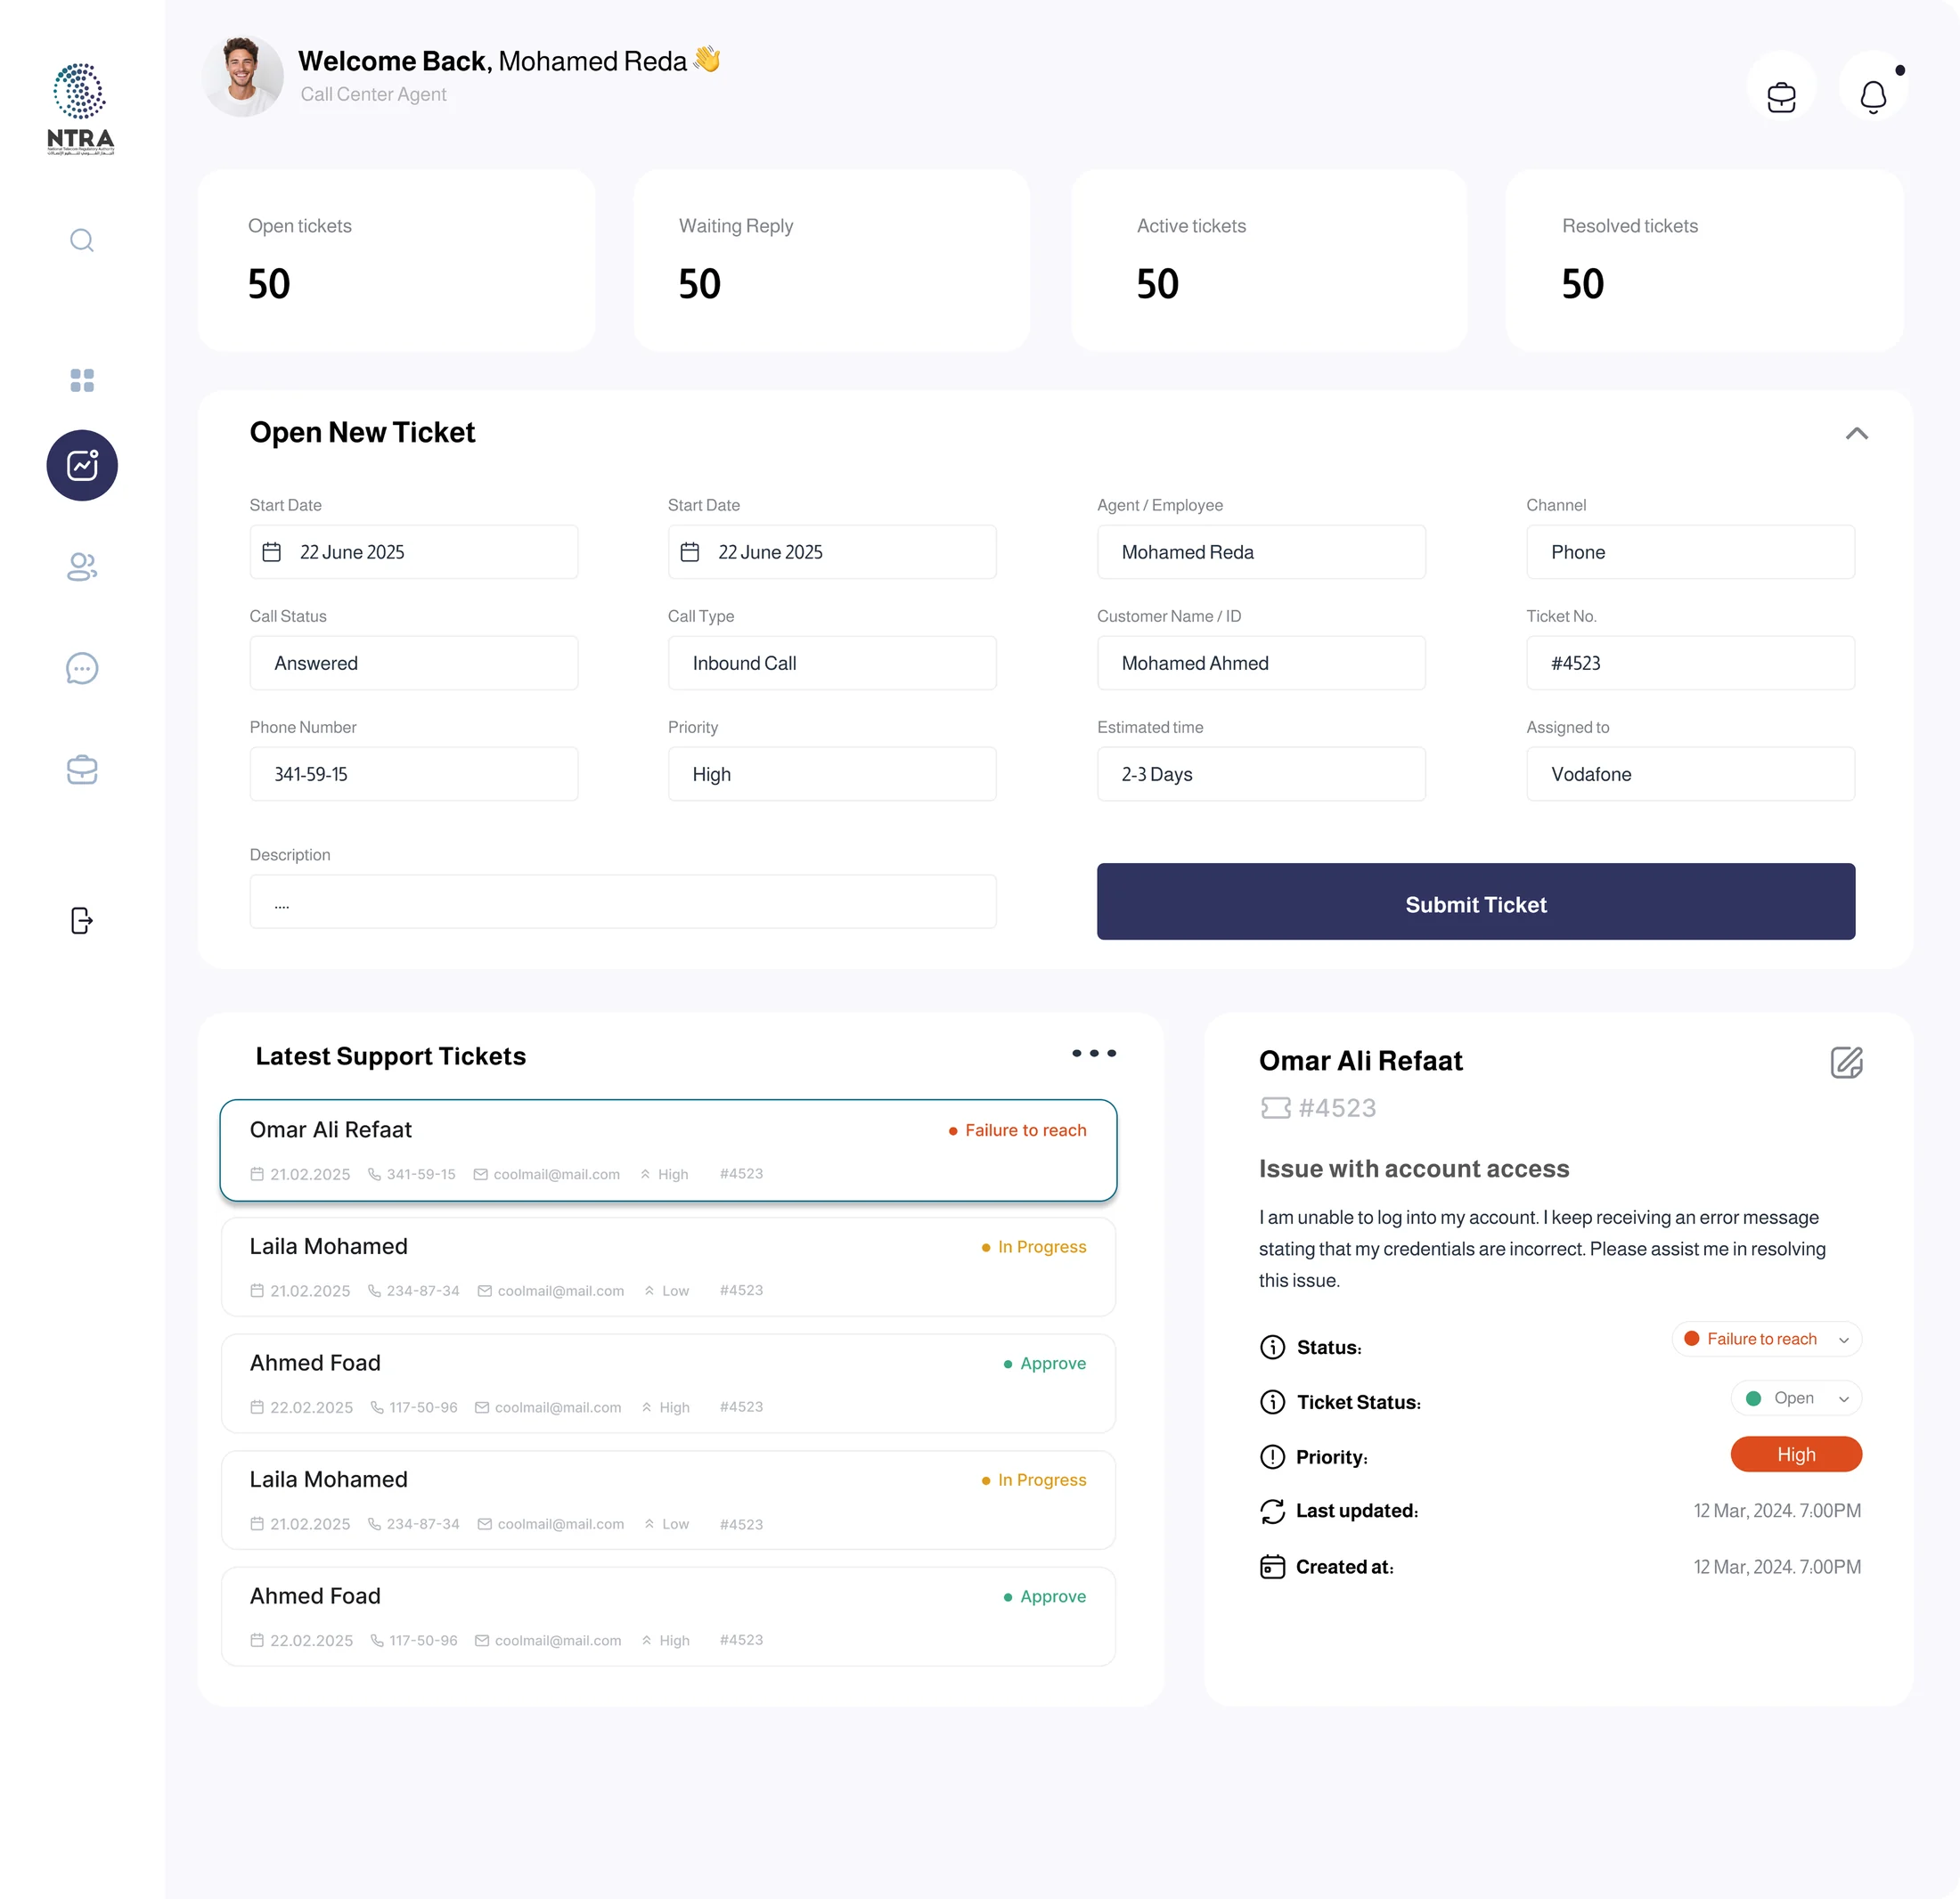 Welcome Back, Mohamed Reda👋
Call Center Agent
NTRA
National Telecom Regulatory Authority
Open tickets
50
Waiting Reply
50
Active tickets
50
Resolved tickets
50
Open New Ticket
Start Date
22 June 2025
Start Date
22 June 2025
Agent / Employee
Mohamed Reda
Channel
Phone
Call Status
Answered
Call Type
Inbound Call
Customer Name / ID
Mohamed Ahmed
Ticket No.
#4523
Phone Number
341-59-15
Priority
High
Estimated time
2-3 Days
Assigned to
Vodafone
Description
....
Submit Ticket
Latest Support Tickets
Omar Ali Refaat
Failure to reach
21.02.2025 341-59-15 coolmail@mail.com High #4523
Laila Mohamed
In Progress
21.02.2025 234-87-34 coolmail@mail.com Low #4523
Ahmed Foad
Approve
22.02.2025 117-50-96 coolmail@mail.com High #4523
Laila Mohamed
In Progress
21.02.2025 234-87-34 coolmail@mail.com Low #4523
Ahmed Foad
Approve
22.02.2025 117-50-96 coolmail@mail.com High #4523
Omar Ali Refaat
#4523
Issue with account access
I am unable to log into my account. I keep receiving an error message
stating that my credentials are incorrect. Please assist me in resolving
this issue.
Status:
Failure to reach
Ticket Status:
Open
Priority:
High
Last updated:
12 Mar, 2024. 7:00PM
Created at:
12 Mar, 2024. 7:00PM